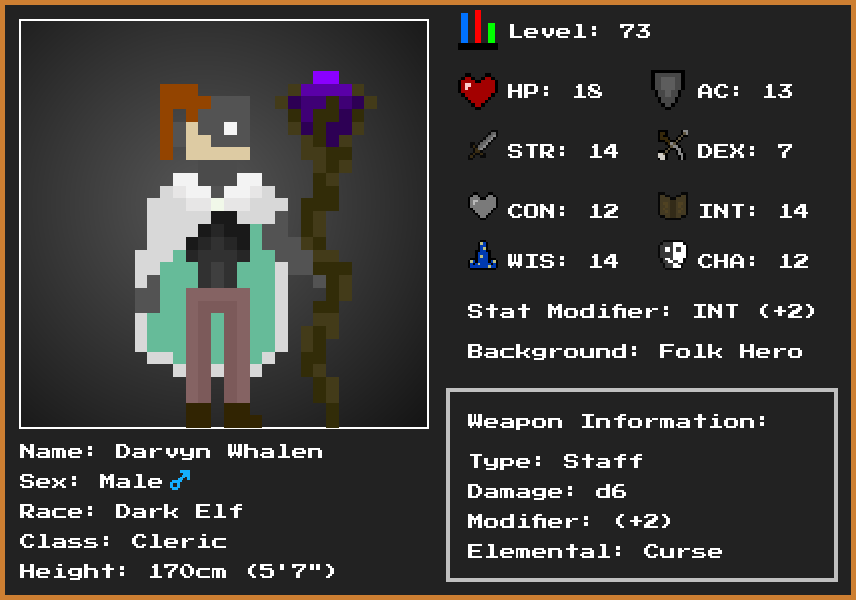 Level: 73
HP: 18
AC: 13
STR: 14
DEX: 7
CON: 12
INT: 14
WIS: 14
CHA: 12
Stat Modifier: INT (+2)
Background: Folk Hero
Weapon Information:
Type: Staff
Damage: d6
Modifier: (+2)
Elemental: Curse
Name: Darvyn Whalen
Sex: Male♂
Race: Dark Elf
Class: Cleric
Height: 170cm (5'7")